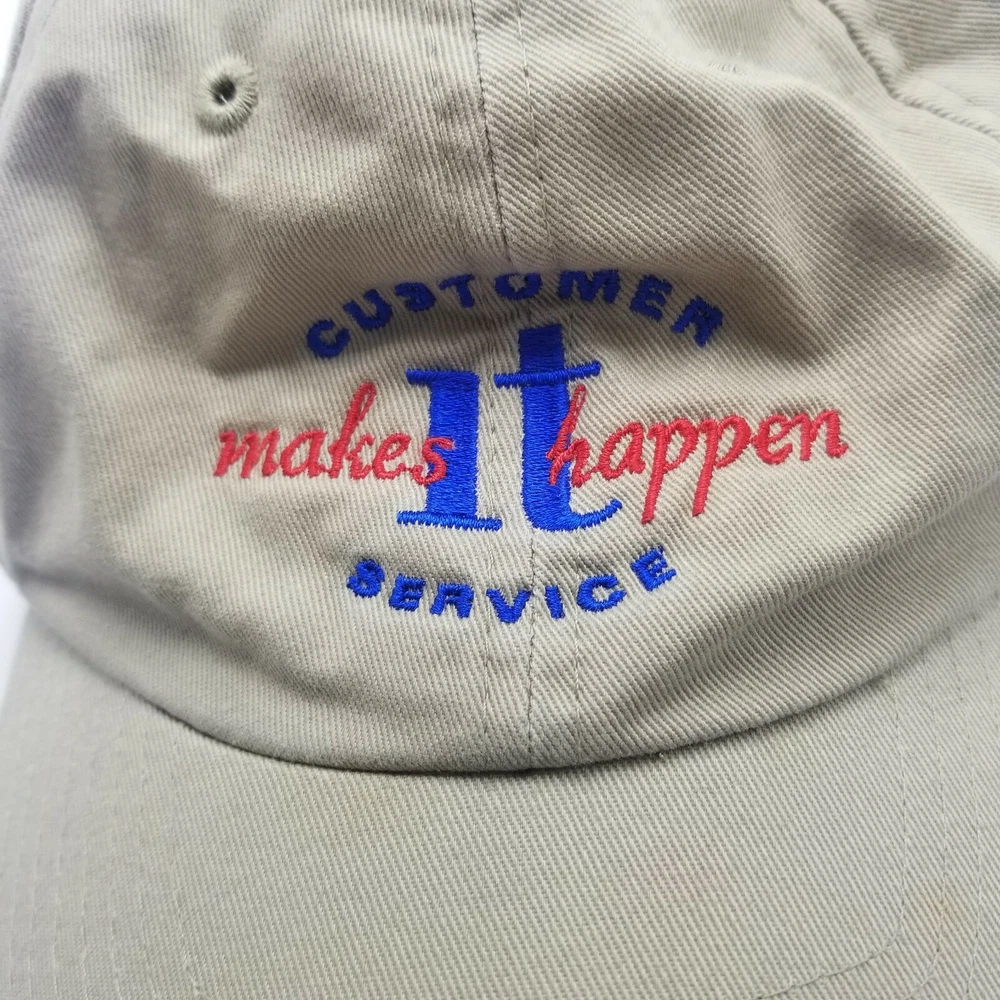 CUSTOMER
makes it happen
SERVICE